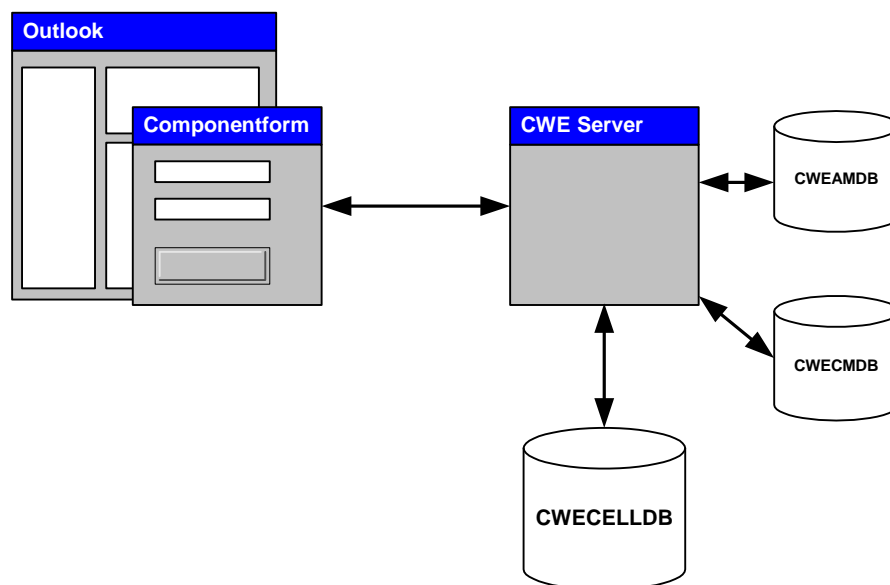 Outlook
Componentform
CWE Server
CWEAMDB
CWECMDB
CWECELLDB